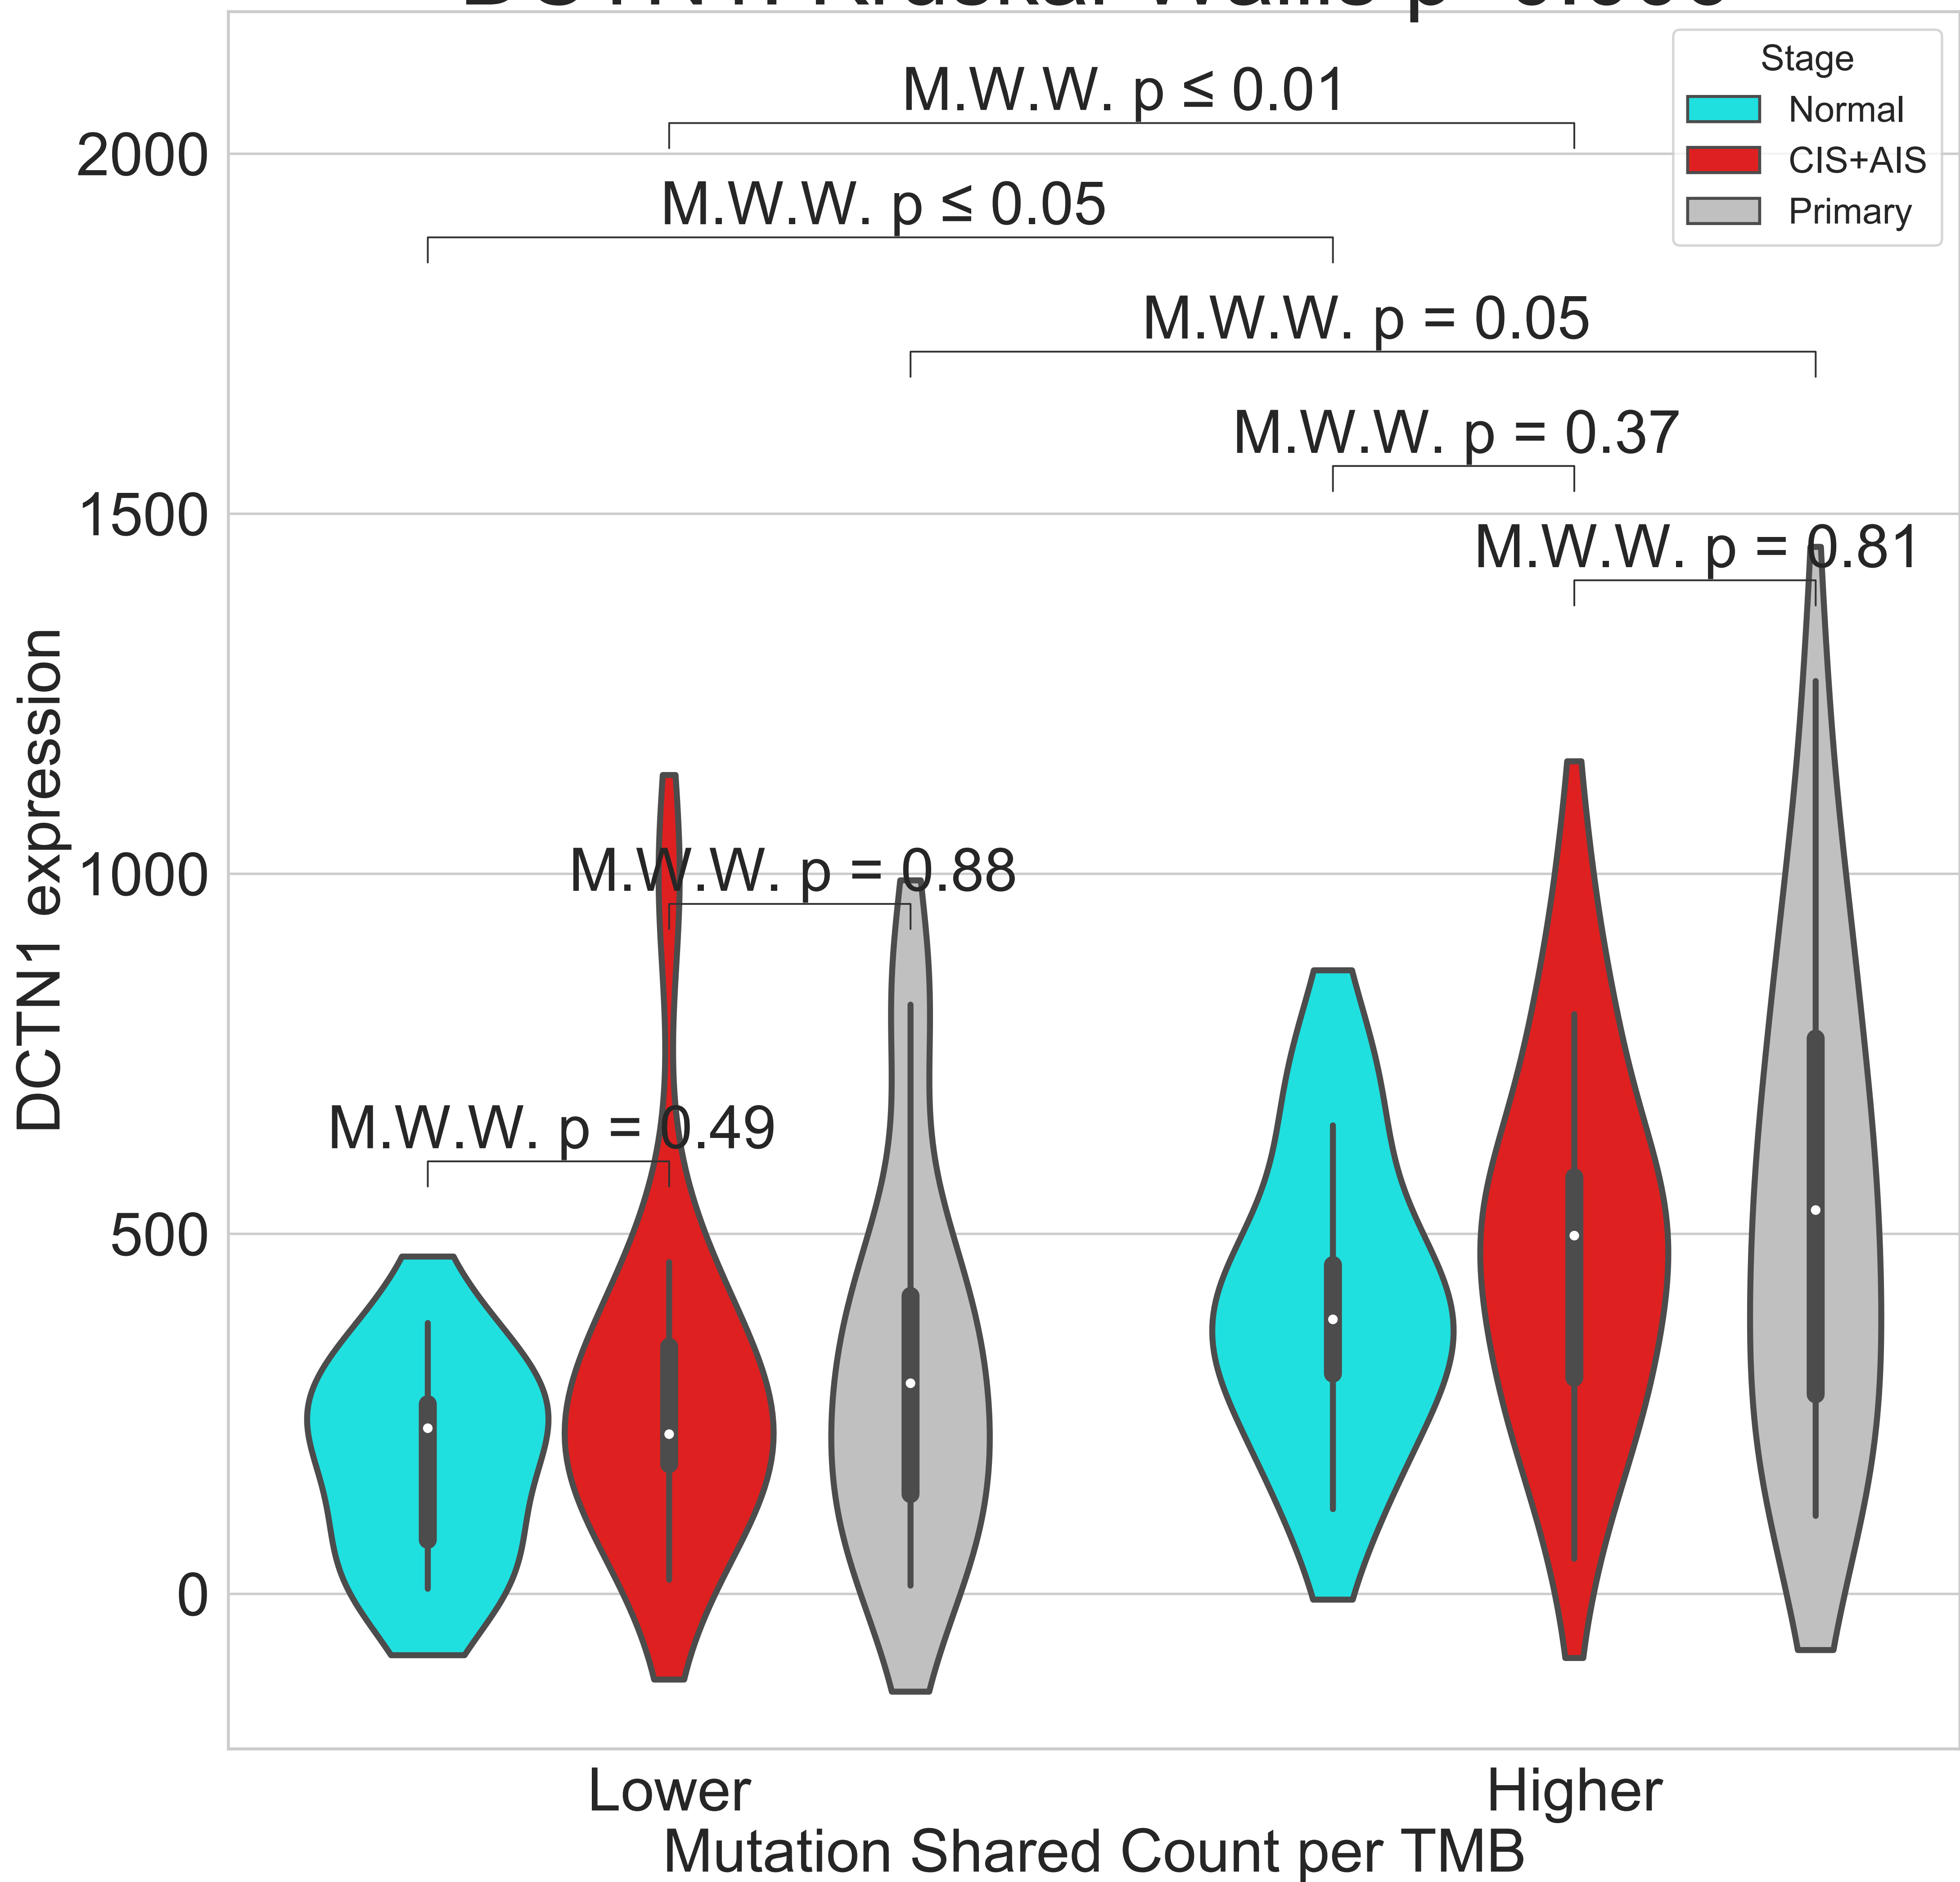 M.W.W. p ≤ 0.01
Stage
Normal
CIS+AIS
Primary
2000
M.W.W. p ≤ 0.05
M.W.W. p = 0.05
M.W.W. p = 0.37
1500
M.W.W. p = 0.81
DCTN1 expression
1000
M.W.W. p = 0.88
M.W.W. p = 0.49
500
0
Lower
Higher
Mutation Shared Count per TMB